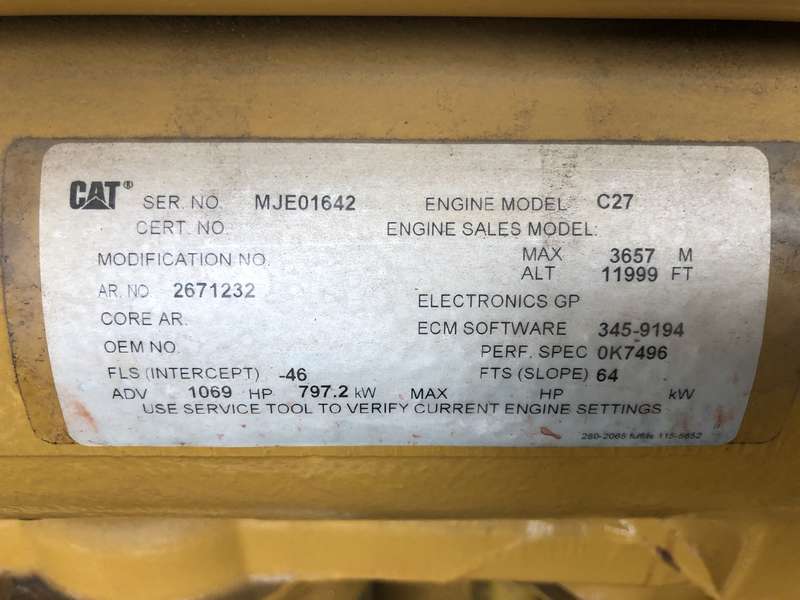 CAT® SER. NO. MJE01642 ENGINE MODEL C27
CERT. NO. ENGINE SALES MODEL:
MODIFICATION NO. MAX 3657 M
ALT 11999 FT
AR. NO 2671232 ELECTRONICS GP
CORE AR. ECM SOFTWARE 345-9194
OEM NO. PERF. SPEC 0K7496
FLS (INTERCEPT) -46 FTS (SLOPE) 64
ADV 1069 HP 797.2 kW MAX HP kW
USE SERVICE TOOL TO VERIFY CURRENT ENGINE SETTINGS
115-5652